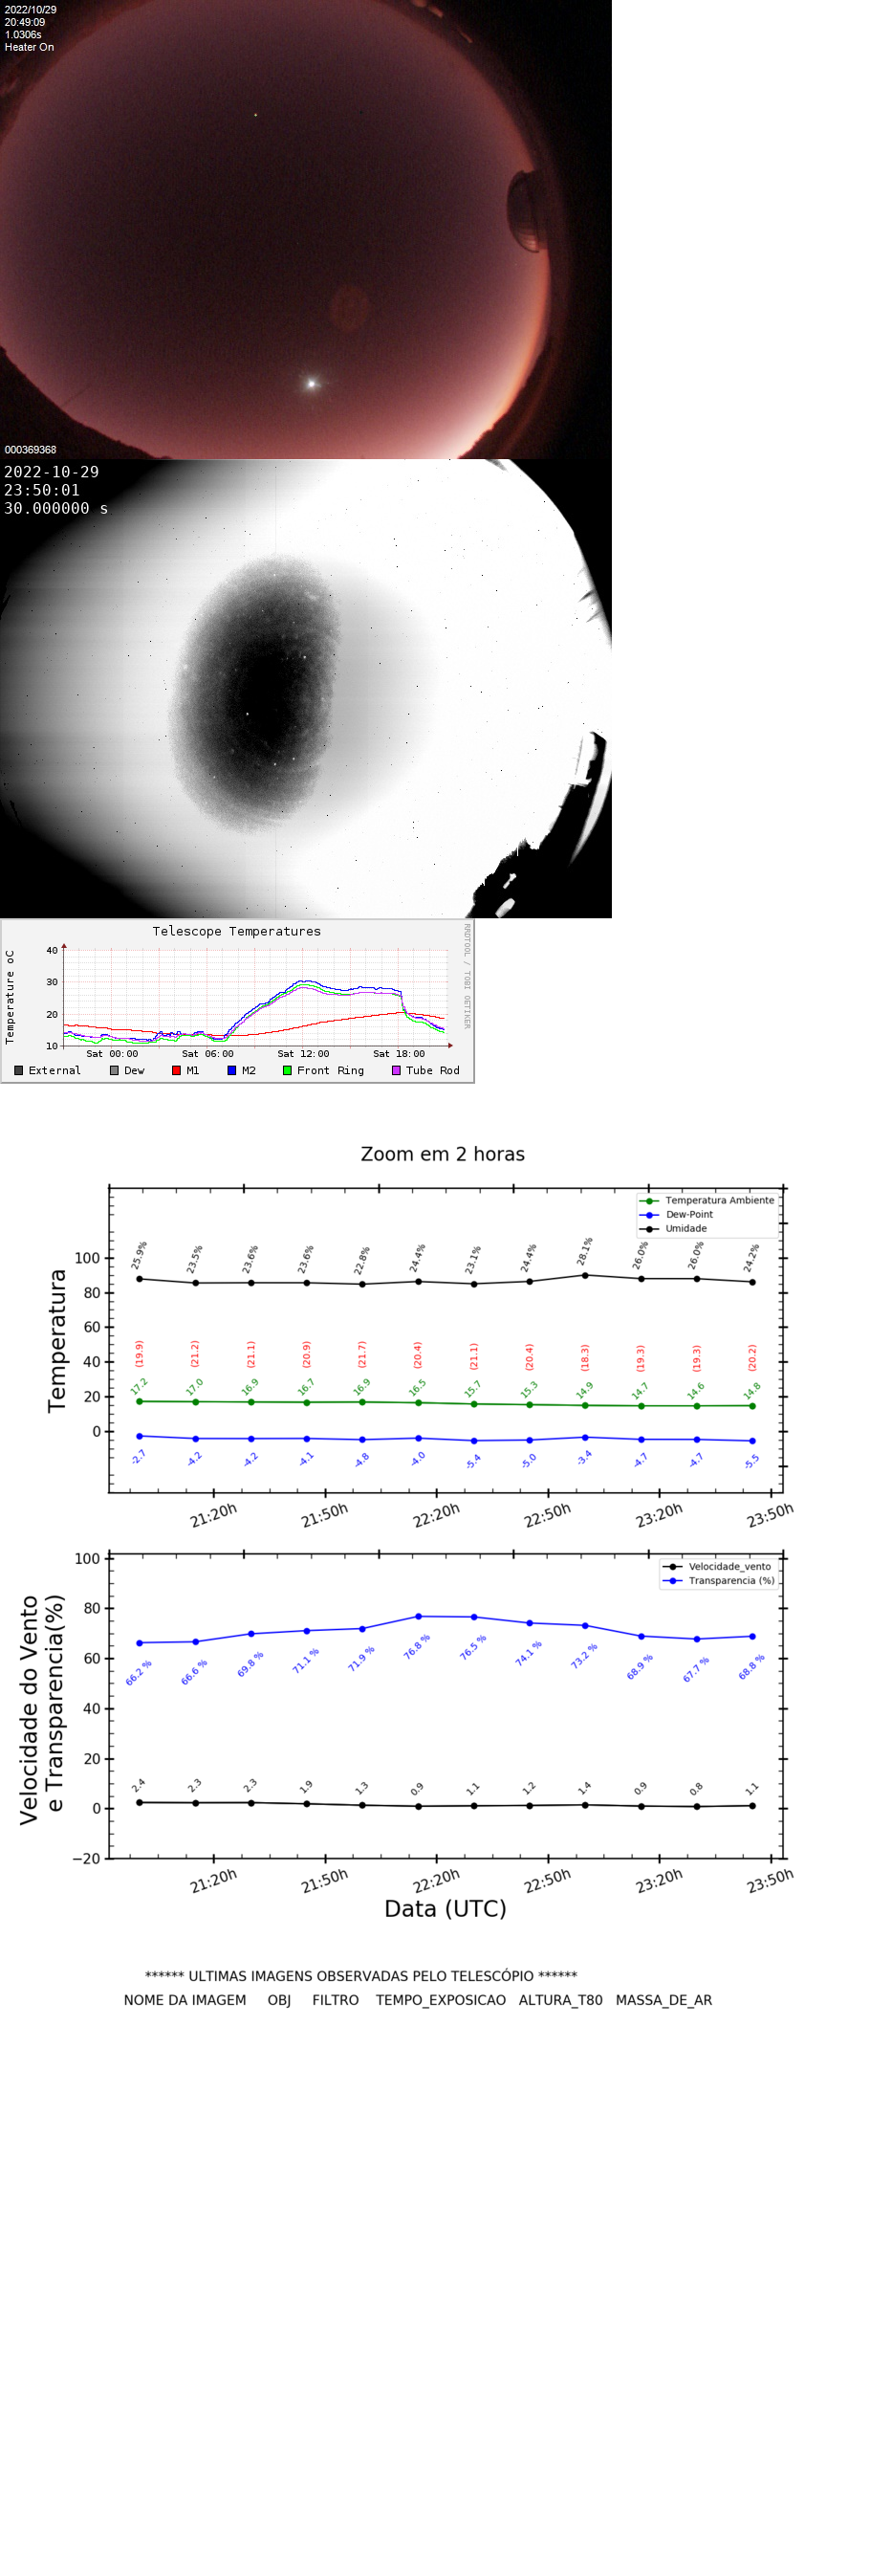 2022/10/29
20:49:09
1.0306s
Heater On
000369368
2022-10-29
23:50:01
30.000000 s
Telescope Temperatures
RRDTOOL / TOBI OETIKER
Temperature oC
40
30
20
10
Sat 00:00 Sat 06:00 Sat 12:00 Sat 18:00
External Dew M1 M2 Front Ring Tube Rod
Zoom em 2 horas
Temperatura Ambiente
Dew-Point
Umidade
Temperatura
100
80
60
40
20
0
25.9% 23.5% 23.6% 23.6% 22.8% 24.4% 23.1% 24.4% 28.1% 26.0% 26.0% 24.2%
(19.9) (21.2) (21.1) (20.9) (21.7) (20.4) (21.1) (20.4) (18.3) (19.3) (19.3) (20.2)
17.2 17.0 16.9 16.7 16.9 16.5 15.7 15.3 14.9 14.7 14.6 14.8
-2.7 -4.2 -4.2 -4.1 -4.8 -4.0 -5.4 -5.0 -3.4 -4.7 -4.7 -5.5
21:20h 21:50h 22:20h 22:50h 23:20h 23:50h
Velocidade_vento
Transparencia (%)
Velocidade do Vento
e Transparencia(%)
100
80
60
40
20
0
−20
66.2 % 66.6 % 69.8 % 71.1 % 71.9 % 76.8 % 76.5 % 74.1 % 73.2 % 68.9 % 67.7 % 68.8 %
2.4 2.3 2.3 1.9 1.3 0.9 1.1 1.2 1.4 0.9 0.8 1.1
21:20h 21:50h 22:20h 22:50h 23:20h 23:50h
Data (UTC)
****** ULTIMAS IMAGENS OBSERVADAS PELO TELESCÓPIO ******
NOME DA IMAGEM OBJ FILTRO TEMPO_EXPOSICAO ALTURA_T80 MASSA_DE_AR